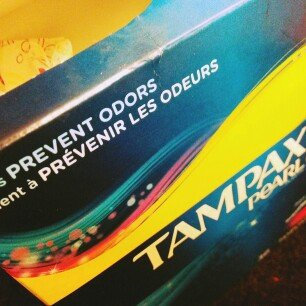 s PREVENT ODORS
ent à PRÉVENIR LES ODEURS
TAMPAX
PEARL